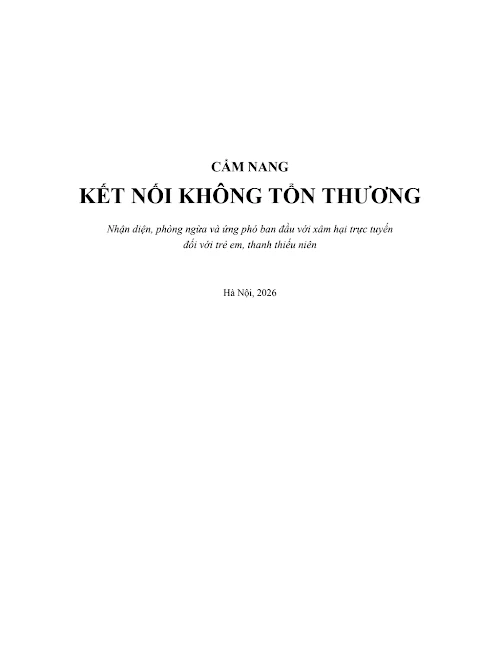 CẨM NANG
KẾT NỐI KHÔNG TỔN THƯƠNG
Nhận diện, phòng ngừa và ứng phó ban đầu với xâm hại trực tuyến
đối với trẻ em, thanh thiếu niên
Hà Nội, 2026